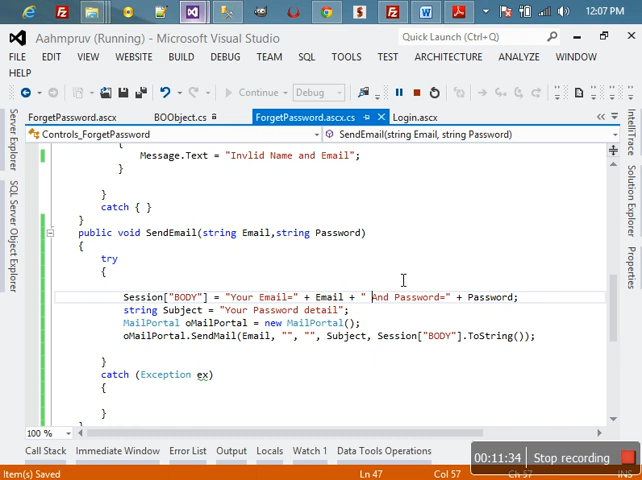 12:07 PM
Aahmpruv (Running) - Microsoft Visual Studio
Quick Launch (Ctrl+Q)
FILE EDIT VIEW WEBSITE BUILD DEBUG TEAM SQL TOOLS TEST ARCHITECTURE ANALYZE WINDOW
HELP
Continue Debug
ForgetPassword.ascx BOObject.cs ForgetPassword.ascx.cs Login.ascx
Controls_ForgetPassword SendEmail(string Email, string Password)
{
Message.Text = "Invlid Name and Email";
}
}
catch { }
}
public void SendEmail(string Email,string Password)
{
try
{
Session["BODY"] = "Your Email=" + Email + " And Password=" + Password;
string Subject = "Your Password detail";
MailPortal oMailPortal = new MailPortal();
oMailPortal.SendMail(Email, "", "", Subject, Session["BODY"].ToString());
}
catch (Exception ex)
{
}
}
Server Explorer
SQL Server Object Explorer
IntelliTrace
Solution Explorer
Properties
100 %
Call Stack Immediate Window Error List Output Locals Watch 1 Data Tools Operations
00:11:34 Stop recording
Item(s) Saved Ln 47 Col 57 Ch 57 INS